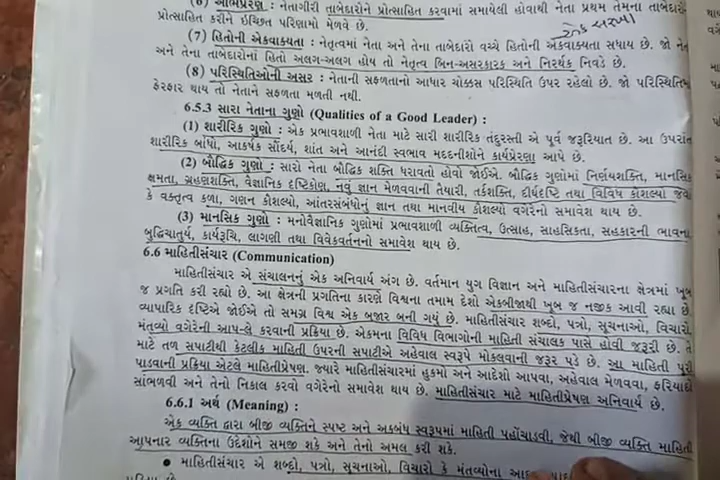 (6) અભિપ્રેરણ : નેતાગીરી તાબેદારોને પ્રોત્સાહિત કરવામાં સમાયેલી હોવાથી નેતા પ્રથમ તેમના તાબેદારોને
પ્રોત્સાહિત કરીને ઇચ્છિત પરિણામો મેળવે છે.
એક સરખા
(7) હિતોની એકવાક્યતા : નેતૃત્વમાં નેતા અને તેના તાબેદારો વચ્ચે હિતોની એકવાક્યતા સધાય છે. જો નેતા
અને તેના તાબેદારોમાં હિતો અલગ-અલગ હોય તો નેતૃત્વ બિન-અસરકારક અને નિરર્થક નિવડે છે.
(8) પરિસ્થિતિઓની અસર : નેતાની સફળતાનો આધાર ચોક્કસ પરિસ્થિતિ ઉપર રહેલો છે. જો પરિસ્થિતિમાં
ફેરફાર થાય તો નેતાને સફળતા મળતી નથી.
6.5.3 સારા નેતાના ગુણો (Qualities of a Good Leader) :
(1) શારીરિક ગુણો : એક પ્રભાવશાળી નેતા માટે સારી શારીરિક તંદુરસ્તી એ પૂર્વ જરૂરિયાત છે. આ ઉપરાંત
શારીરિક બાંધો, આકર્ષક સૌંદર્ય, શાંત અને આનંદી સ્વભાવ મદદનીશોને કાર્યપ્રેરણા આપે છે.
(2) બૌદ્ધિક ગુણો : સારો નેતા બૌદ્ધિક શક્તિ ધરાવતો હોવો જોઈએ. બૌદ્ધિક ગુણોમાં નિર્ણયશક્તિ, માનસિક
ક્ષમતા, ગ્રહણશક્તિ, વૈજ્ઞાનિક દૃષ્ટિકોણ, નવું જ્ઞાન મેળવવાની તૈયારી, તર્કશક્તિ, દીર્ઘદૃષ્ટિ તથા વિવિધ કૌશલ્યો જેવા
કે વક્તૃત્વ કળા, ગણન કૌશલ્યો, આંતરસંબંધોનું જ્ઞાન તથા માનવીય કૌશલ્યો વગેરેનો સમાવેશ થાય છે.
(3) માનસિક ગુણો : મનોવૈજ્ઞાનિક ગુણોમાં પ્રભાવશાળી વ્યક્તિત્વ, ઉત્સાહ, સાહસિકતા, સહકારની ભાવના
બુદ્ધિચાતુર્ય, કાર્યરૂચિ, લાગણી તથા વિવેકવર્તનનો સમાવેશ થાય છે.
6.6 માહિતીસંચાર (Communication)
માહિતીસંચાર એ સંચાલનનું એક અનિવાર્ય અંગ છે. વર્તમાન યુગ વિજ્ઞાન અને માહિતીસંચારના ક્ષેત્રમાં ખૂબ
જ પ્રગતિ કરી રહ્યો છે. આ ક્ષેત્રની પ્રગતિના કારણે વિશ્વના તમામ દેશો એકબીજાથી ખૂબ જ નજીક આવી રહ્યા છે.
વ્યાપારિક દૃષ્ટિએ જોઈએ તો સમગ્ર વિશ્વ એક બજાર બની ગયું છે. માહિતીસંચાર શબ્દો, પત્રો, સૂચનાઓ, વિચારો
મંતવ્યો વગેરેની આપ-લે કરવાની પ્રક્રિયા છે. એકમના વિવિધ વિભાગોની માહિતી સંચાલક પાસે હોવી જરૂરી છે. તે
માટે તળ સપાટીથી કેટલીક માહિતી ઉપરની સપાટીએ અહેવાલ સ્વરૂપે મોકલવાની જરૂર પડે છે. આ માહિતી પૂરી
પાડવાની પ્રક્રિયા એટલે માહિતીપ્રેષણ. જ્યારે માહિતીસંચારમાં હુકમો અને આદેશો આપવા, અહેવાલ મેળવવા, ફરિયાદો
સાંભળવી અને તેનો નિકાલ કરવો વગેરેનો સમાવેશ થાય છે. માહિતીસંચાર માટે માહિતીપ્રેષણ અનિવાર્ય છે.
6.6.1 અર્થ (Meaning) :
એક વ્યક્તિ દ્વારા બીજી વ્યક્તિને સ્પષ્ટ અને અકબંધ સ્વરૂપમાં માહિતી પહોંચાડવી, જેથી બીજી વ્યક્તિ માહિતી
આપનાર વ્યક્તિના ઉદ્દેશોને સમજી શકે અને તેનો અમલ કરી શકે.
• માહિતીસંચાર એ શબ્દો, પત્રો, સૂચનાઓ, વિચારો કે મંતવ્યોના